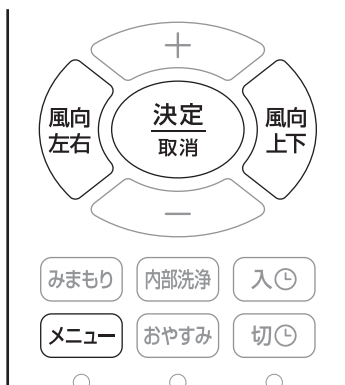 ＋
風向
左右
決定
取消
風向
上下
－
みまもり
内部洗浄
入
メニュー
おやすみ
切